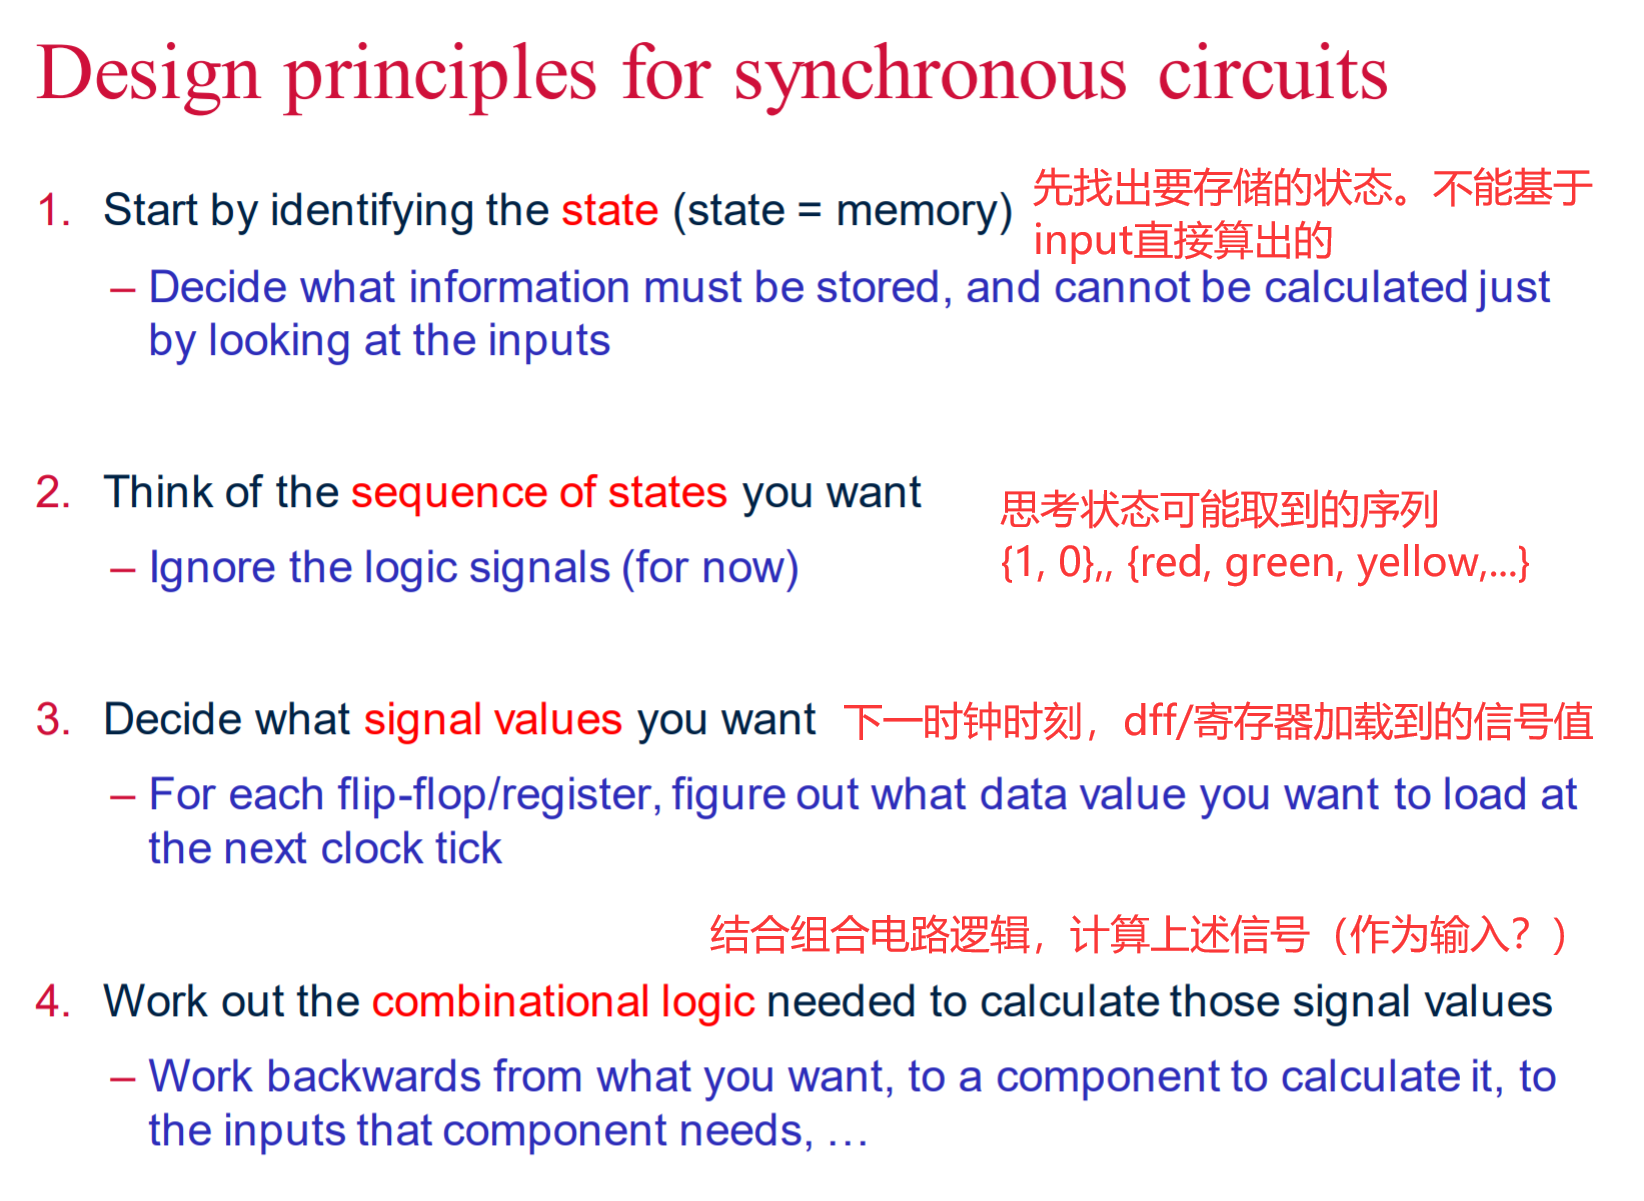 Design principles for synchronous circuits
1. Start by identifying the state (state = memory)
先找出要存储的状态。不能基于
input直接算出的
– Decide what information must be stored, and cannot be calculated just
by looking at the inputs
2. Think of the sequence of states you want
思考状态可能取到的序列
– Ignore the logic signals (for now)
{1, 0},, {red, green, yellow,...}
3. Decide what signal values you want
下一时钟时刻，dff/寄存器加载到的信号值
– For each flip-flop/register, figure out what data value you want to load at
the next clock tick
结合组合电路逻辑，计算上述信号（作为输入？）
4. Work out the combinational logic needed to calculate those signal values
– Work backwards from what you want, to a component to calculate it, to
the inputs that component needs, …